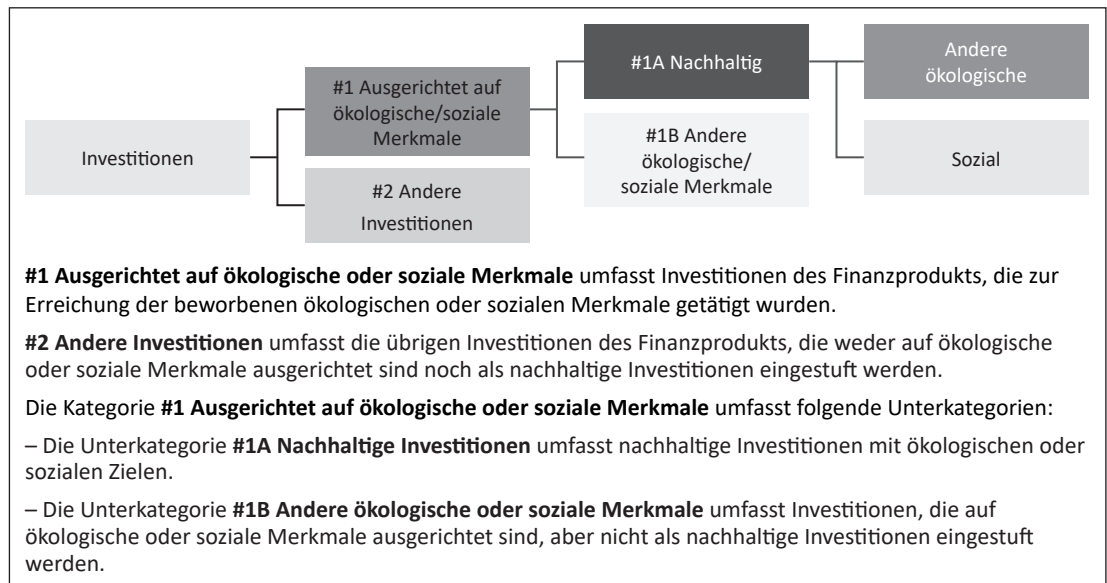 Investitionen
#1 Ausgerichtet auf
ökologische/soziale
Merkmale
#2 Andere
Investitionen
#1A Nachhaltig
#1B Andere
ökologische/
soziale Merkmale
Andere
ökologische
Sozial
#1 Ausgerichtet auf ökologische oder soziale Merkmale umfasst Investitionen des Finanzprodukts, die zur
Erreichung der beworbenen ökologischen oder sozialen Merkmale getätigt wurden.
#2 Andere Investitionen umfasst die übrigen Investitionen des Finanzprodukts, die weder auf ökologische
oder soziale Merkmale ausgerichtet sind noch als nachhaltige Investitionen eingestuft werden.
Die Kategorie #1 Ausgerichtet auf ökologische oder soziale Merkmale umfasst folgende Unterkategorien:
– Die Unterkategorie #1A Nachhaltige Investitionen umfasst nachhaltige Investitionen mit ökologischen oder
sozialen Zielen.
– Die Unterkategorie #1B Andere ökologische oder soziale Merkmale umfasst Investitionen, die auf
ökologische oder soziale Merkmale ausgerichtet sind, aber nicht als nachhaltige Investitionen eingestuft
werden.